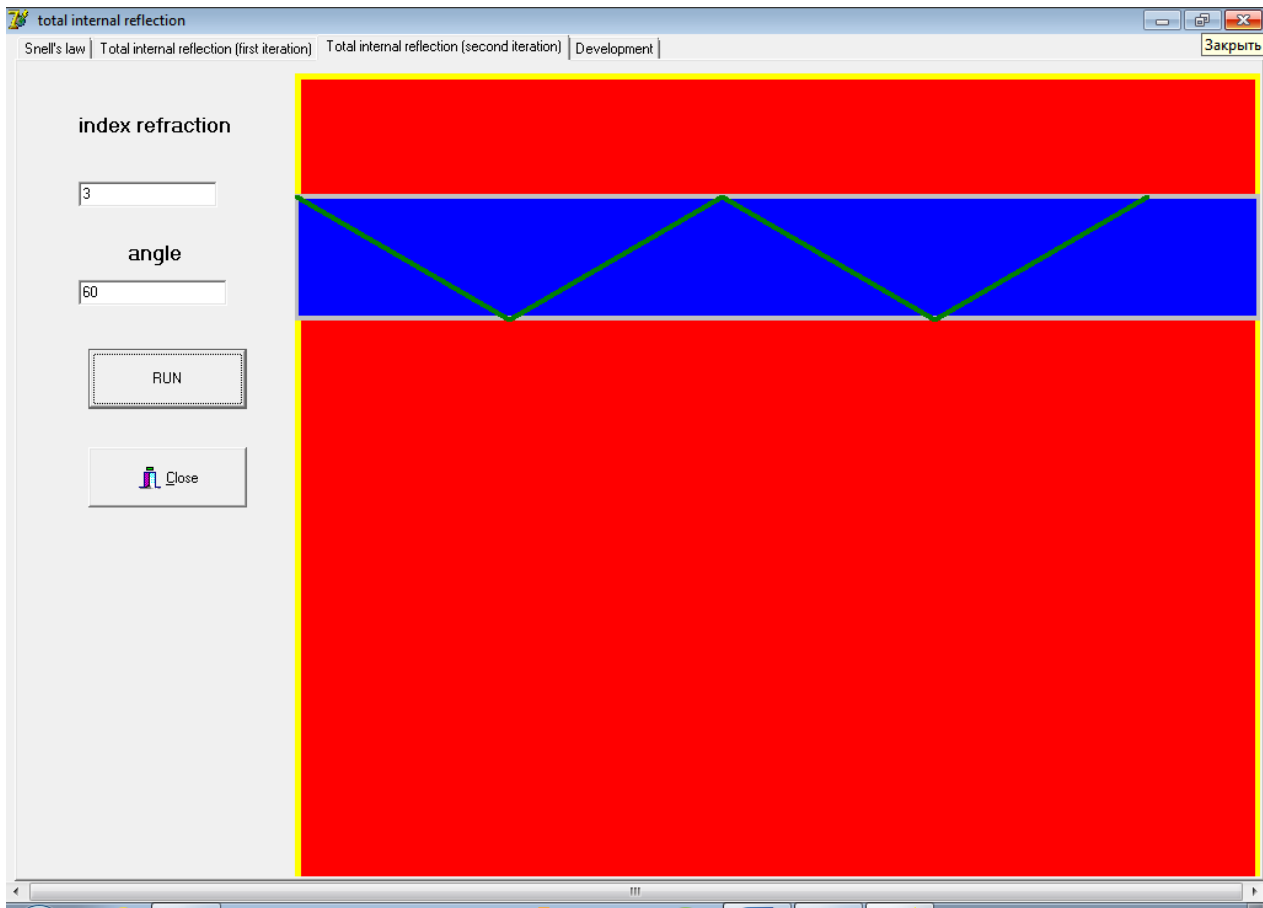 total internal reflection
Snell's law Total internal reflection (first iteration) Total internal reflection (second iteration) Development
Закрыть
index refraction
3
angle
60
RUN
Close